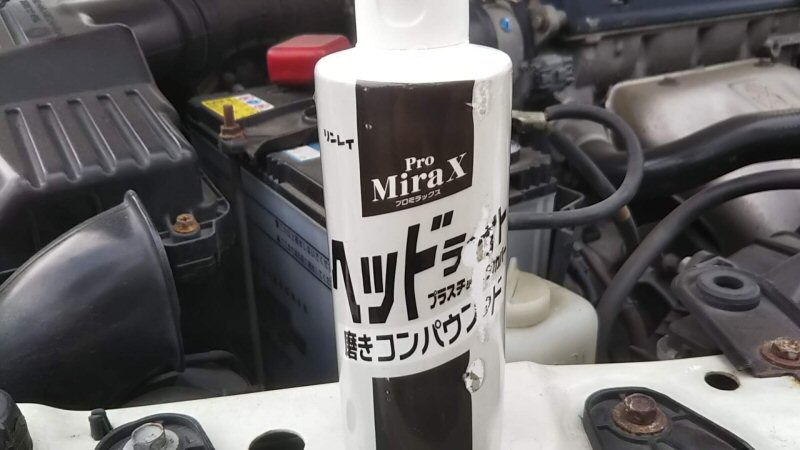 リンレイ
Pro
Mira X
プロミラックス
ヘッドライト
プラスチック
磨きコンパウンド